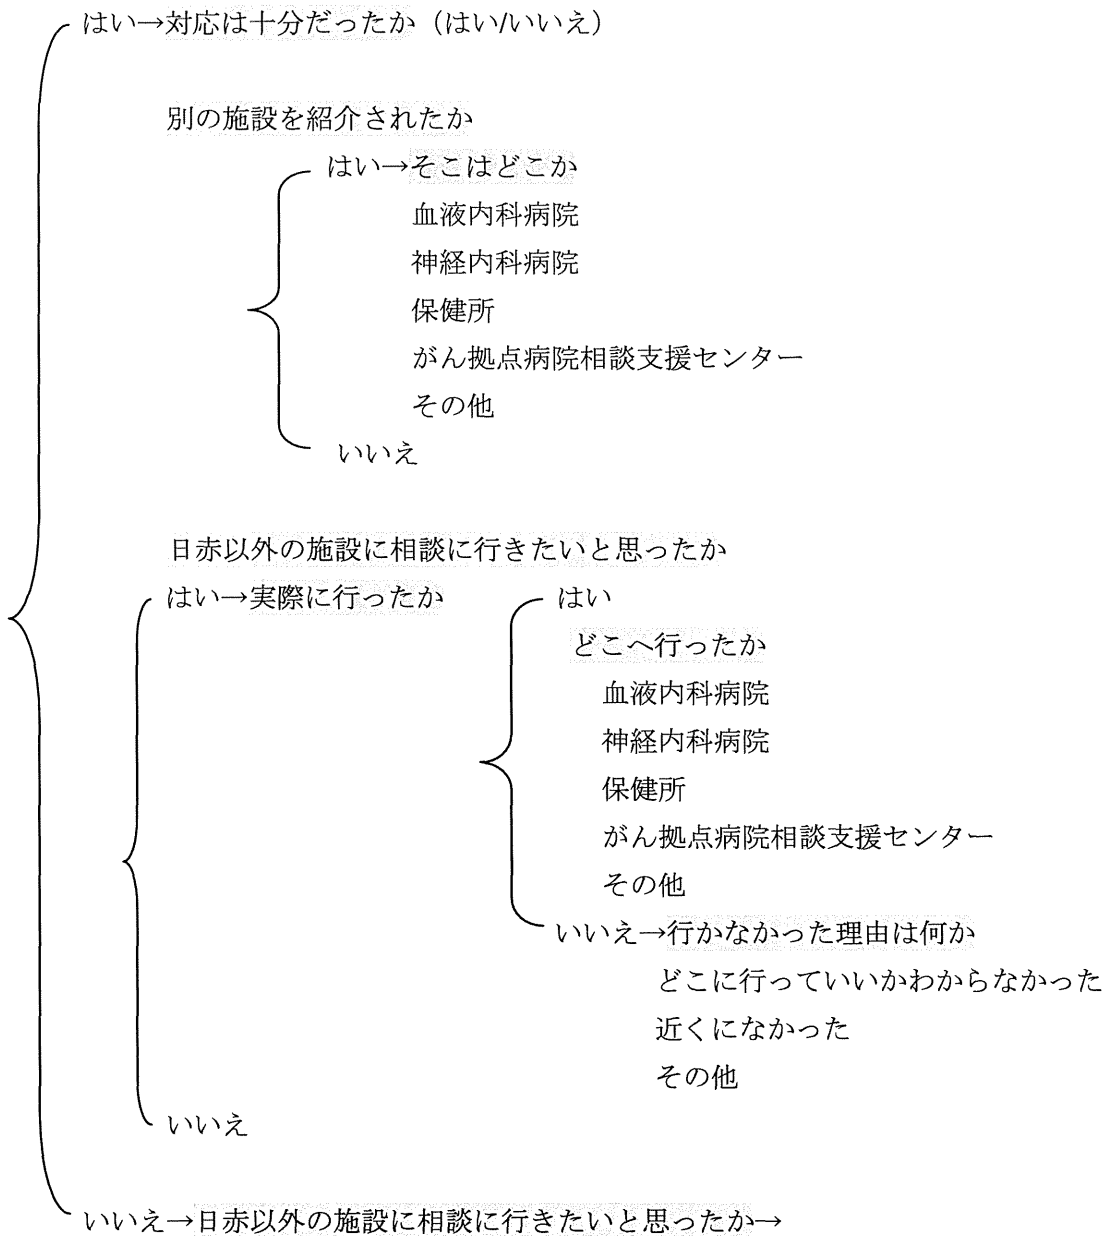 はい→対応は十分だったか（はい/いいえ）
別の施設を紹介されたか
はい→そこはどこか
血液内科病院
神経内科病院
保健所
がん拠点病院相談支援センター
その他
いいえ
日赤以外の施設に相談に行きたいと思ったか
はい→実際に行ったか
はい
どこへ行ったか
血液内科病院
神経内科病院
保健所
がん拠点病院相談支援センター
その他
いいえ→行かなかった理由は何か
どこに行っていいかわからなかった
近くになかった
その他
いいえ
いいえ→日赤以外の施設に相談に行きたいと思ったか→